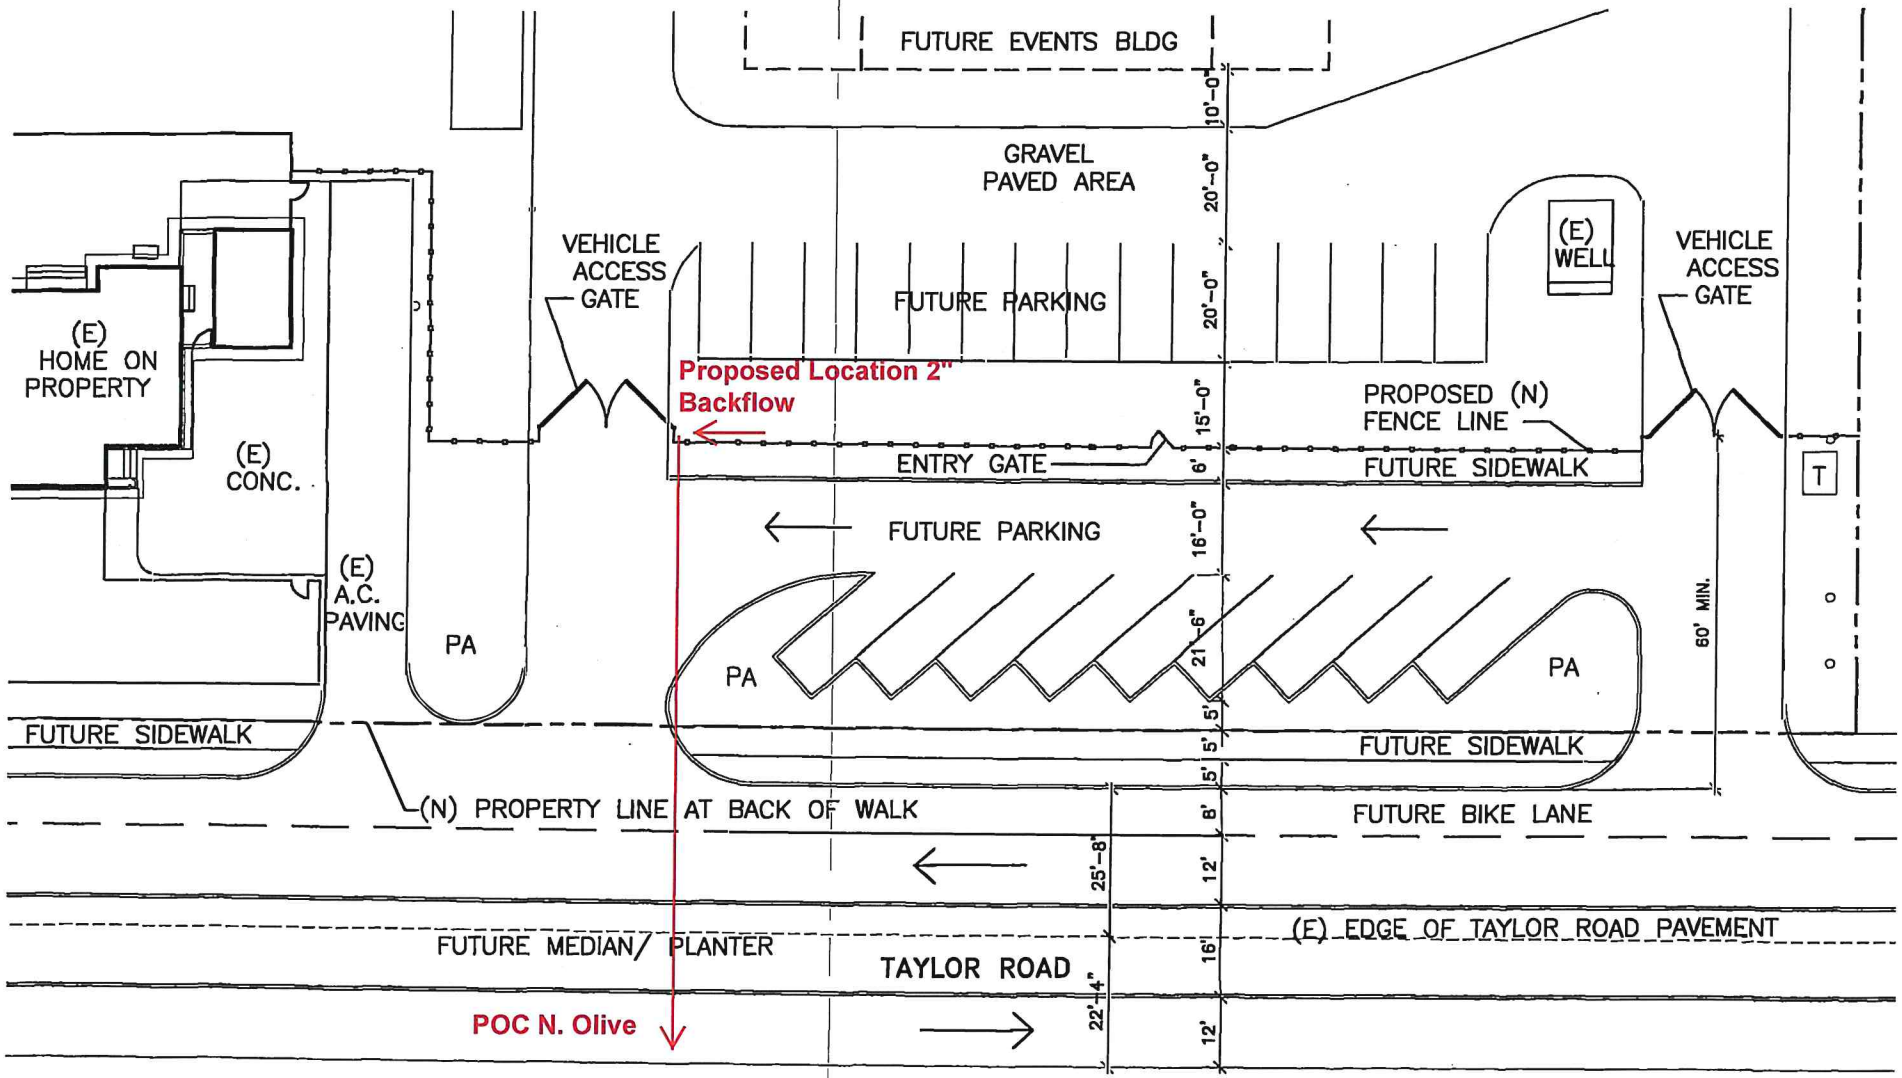 FUTURE EVENTS BLDG
10'-0"
GRAVEL
PAVED AREA
20'-0"
VEHICLE
ACCESS
GATE
(E)
WELL
VEHICLE
ACCESS
GATE
FUTURE PARKING
20'-0"
(E)
HOME ON
PROPERTY
Proposed Location 2"
Backflow
15'-0"
PROPOSED (N)
FENCE LINE
(E)
CONC.
ENTRY GATE
6'
FUTURE SIDEWALK
T
FUTURE PARKING
16'-0"
(E)
A.C.
PAVING
60' MIN.
PA
PA
21'-6"
PA
5'
FUTURE SIDEWALK
5'
FUTURE SIDEWALK
5'
(N) PROPERTY LINE AT BACK OF WALK
8'
FUTURE BIKE LANE
25'-8"
12'
FUTURE MEDIAN/ PLANTER
(E) EDGE OF TAYLOR ROAD PAVEMENT
16'
TAYLOR ROAD
22'-4"
POC N. Olive
12'